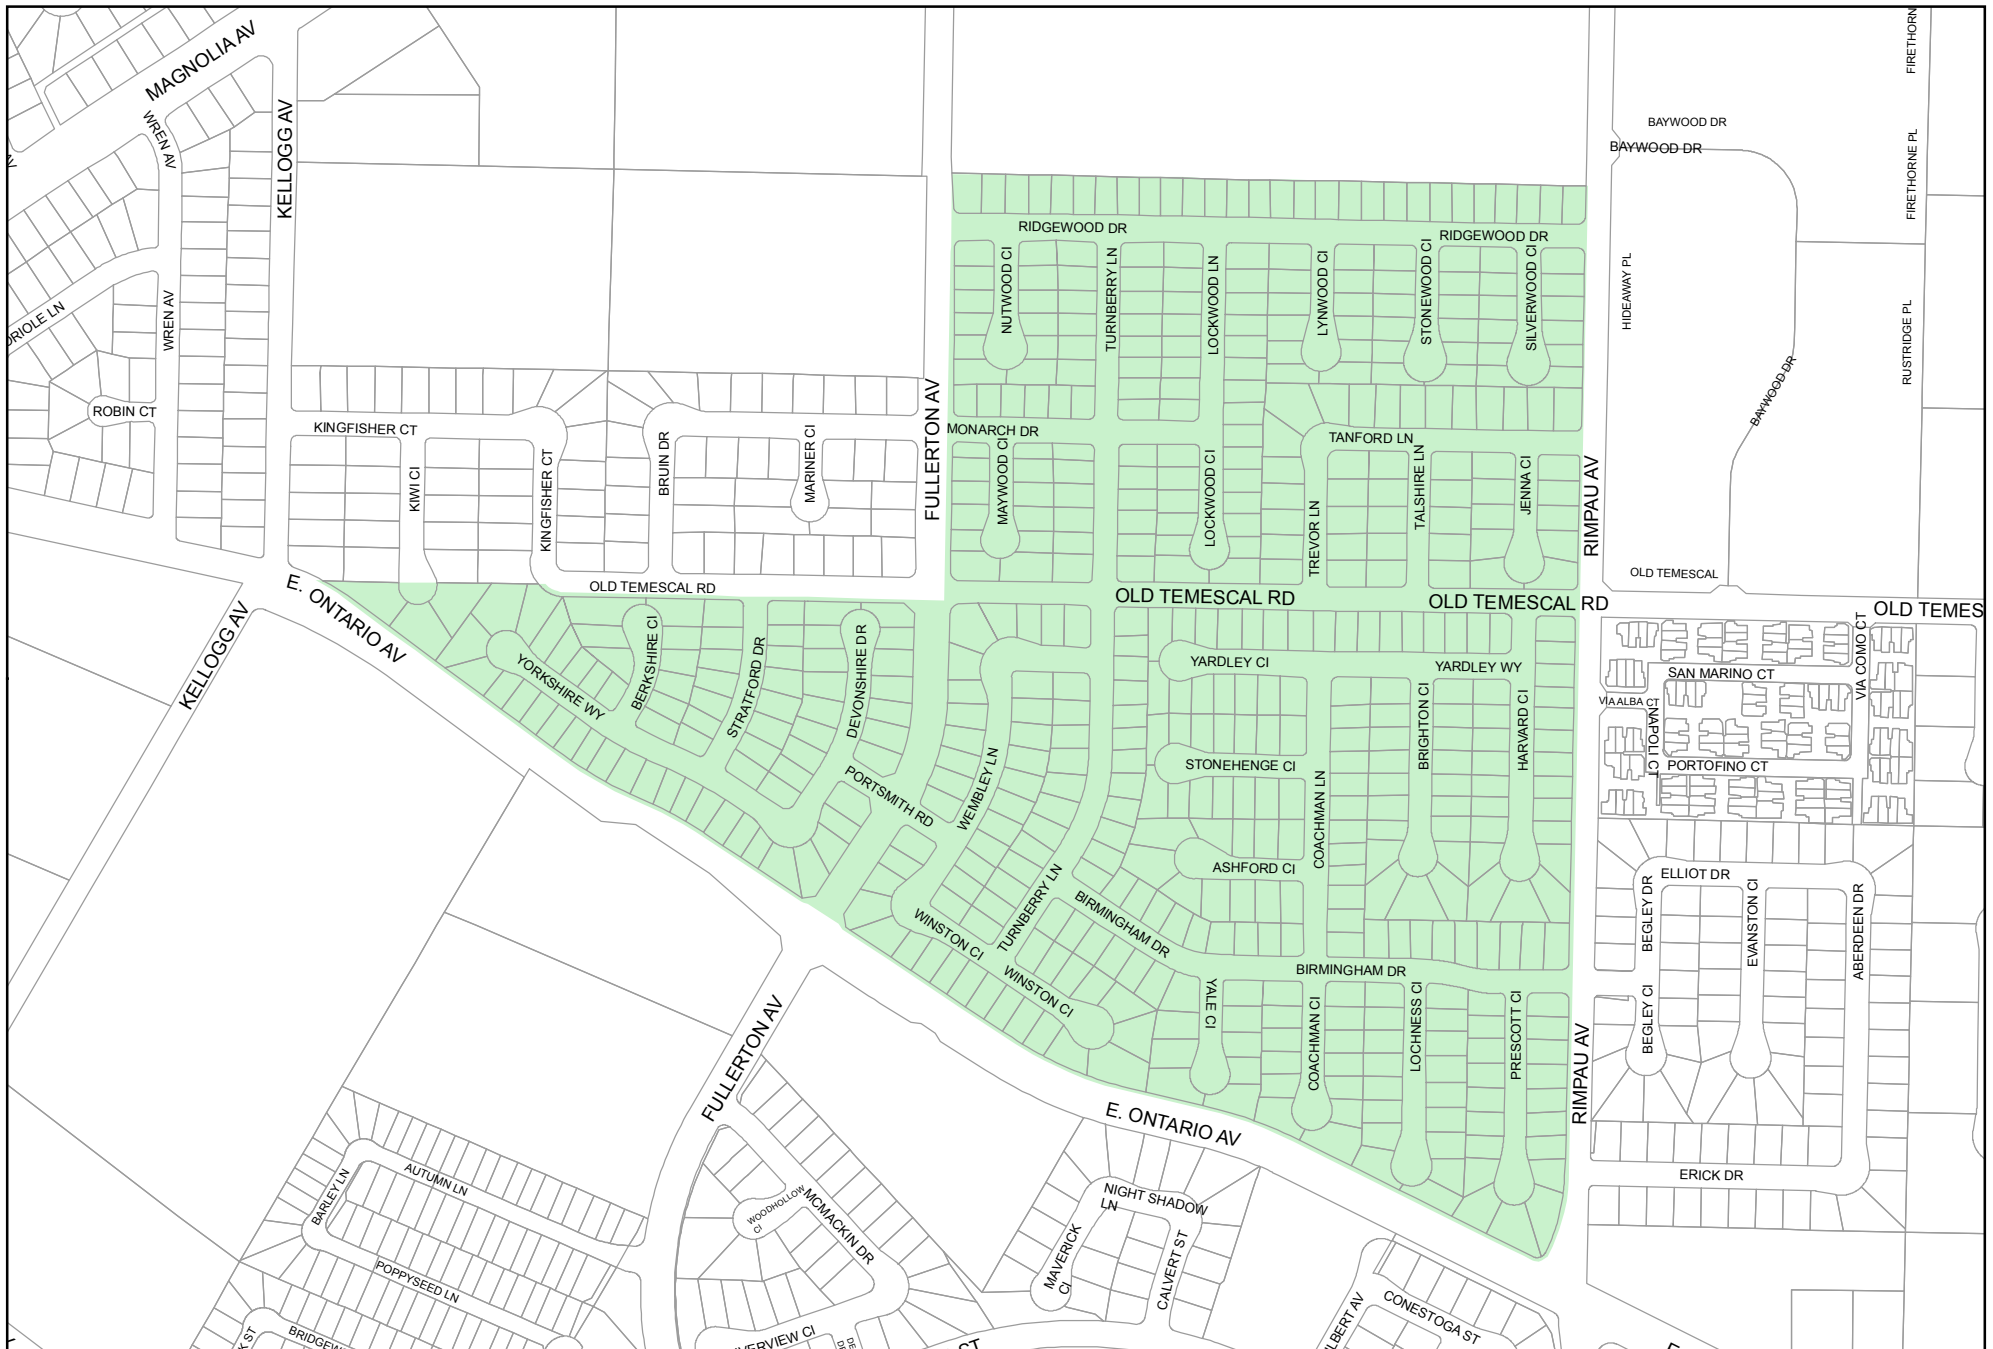 MAGNOLIA AV
WREN AV
KELLOGG AV
WREN AV
ROBIN CT
KINGFISHER CT
KIWI CI
KINGFISHER CT
BRUIN DR
MARINER CI
FULLERTON AV
OLD TEMESCAL RD
BAYWOOD DR
BAYWOOD DR
FIRETHORN
FIRETHORNE PL
HIDEAWAY PL
RUSTRIDGE PL
BAYWOOD DR
RIDGEWOOD DR
RIDGEWOOD DR
NUTWOOD CI
TURNBERRY LN
LOCKWOOD LN
LYNWOOD CI
STONEWOOD CI
SILVERWOOD CI
MONARCH DR
MAYWOOD CI
LOCKWOOD CI
TANFORD LN
TREVOR LN
TALSHIRE LN
JENNA CI
RIMPAU AV
OLD TEMESCAL
OLD TEMESCAL RD
OLD TEMESCAL RD
OLD TEMES
E. ONTARIO AV
KELLOGG AV
YORKSHIRE WY
BERKSHIRE CI
STRATFORD DR
DEVONSHIRE DR
PORTSMITH RD
WEMBLEY LN
YARDLEY CI
YARDLEY WY
STONEHENGE CI
COACHMAN LN
BRIGHTON CI
HARVARD CI
ASHFORD CI
TURNBERRY LN
BIRMINGHAM DR
WINSTON CI
WINSTON CI
BIRMINGHAM DR
YALE CI
COACHMAN CI
LOCHNESS CI
PRESCOTT CI
RIMPAU AV
SAN MARINO CT
VIA COMO CT
VIA ALBA CT
NAPOLI CT
PORTOFINO CT
ELLIOT DR
BEGLEY DR
EVANSTON CI
ABERDEEN DR
BEGLEY CI
ERICK DR
FULLERTON AV
E. ONTARIO AV
AUTUMN LN
BARLEY LN
POPPYSEED LN
WOODHOLLOW
CI
MCMACKIN DR
NIGHT SHADOW
LN
MAVERICK
CI
CALVERT ST
CONESTOGA ST
LBERT AV
BRIDGEW
ERVIEW CI
ST
RIOLE LN